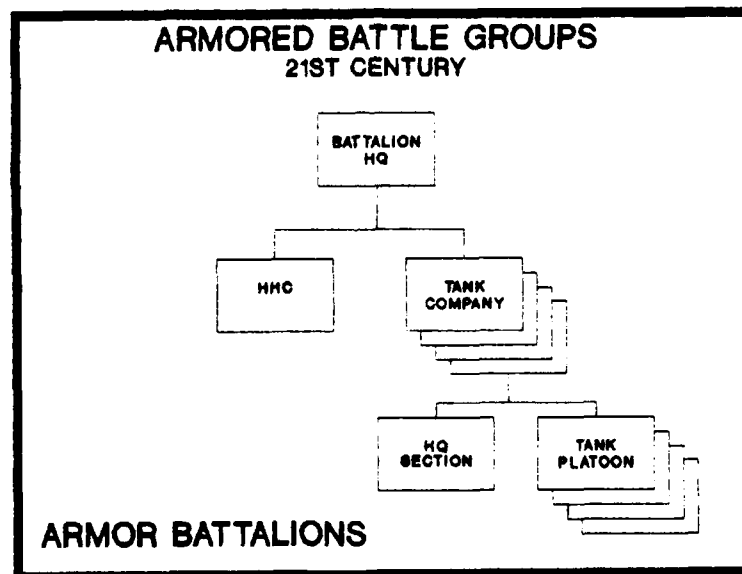 ARMORED BATTLE GROUPS
21ST CENTURY
BATTALION
HQ
HHC
TANK
COMPANY
HQ
SECTION
TANK
PLATOON
ARMOR BATTALIONS